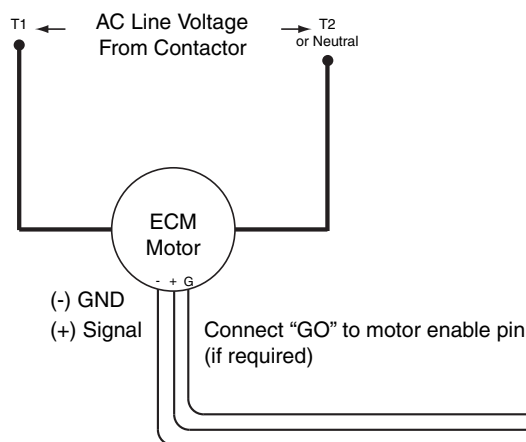 T1
AC Line Voltage
From Contactor
T2
or Neutral
ECM
Motor
- + G
(-) GND
(+) Signal
Connect “GO” to motor enable pin
(if required)